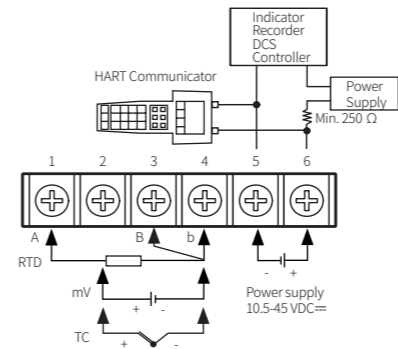 Indicator
Recorder
DCS
Controller
HART Communicator
Power
Supply
Min. 250 Ω
1 2 3 4 5 6
A B b
RTD
- +
mV
+ -
Power supply
10.5-45 VDC⎓
TC
+ -